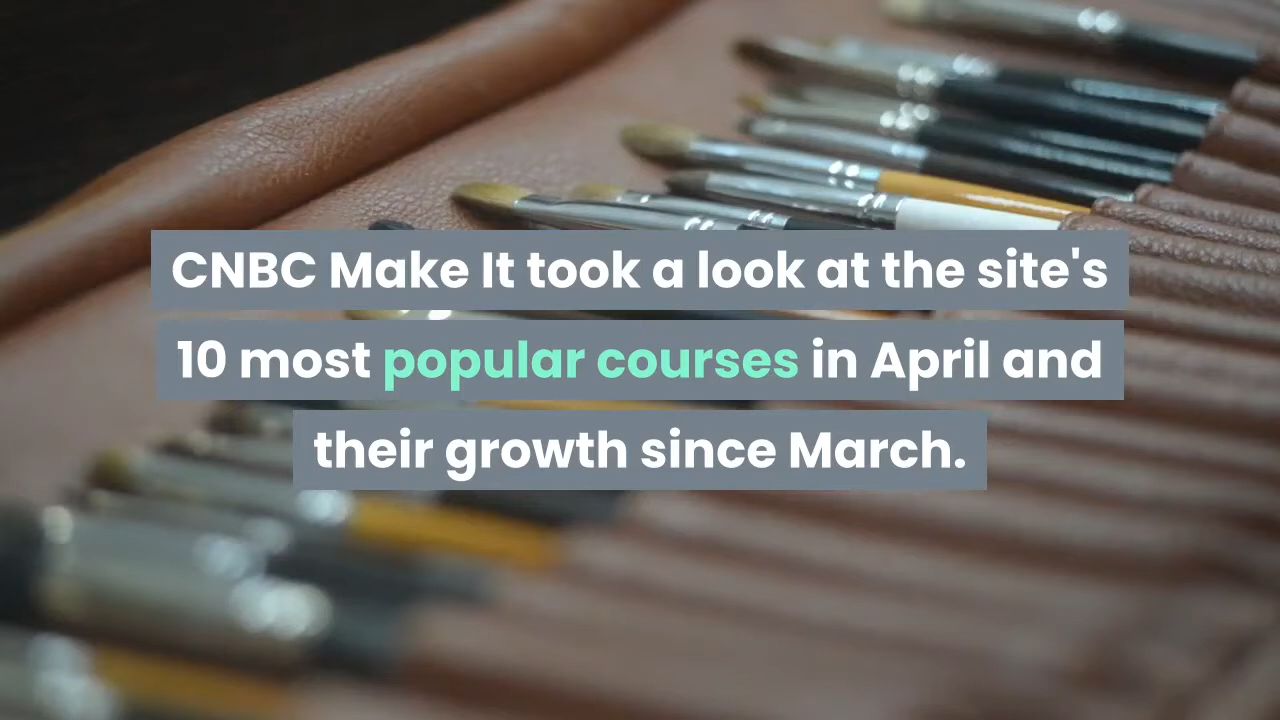 CNBC Make It took a look at the site's
10 most popular courses in April and
their growth since March.